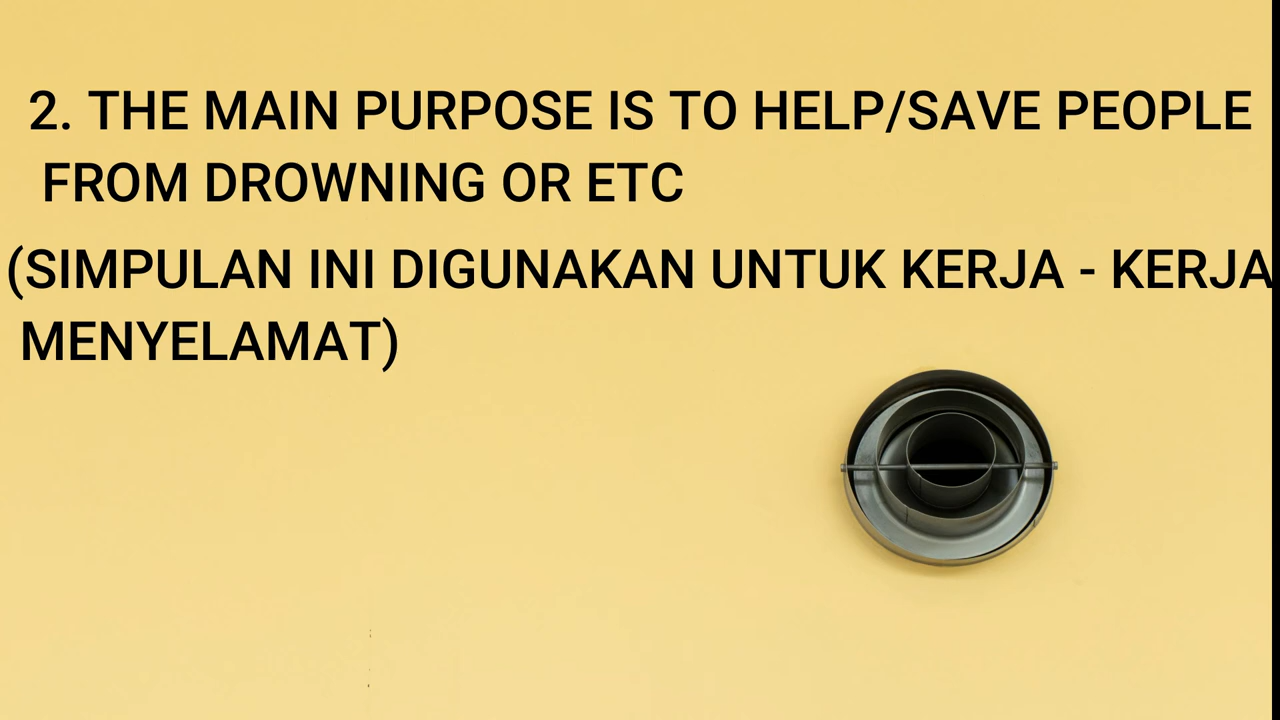 2. THE MAIN PURPOSE IS TO HELP/SAVE PEOPLE
FROM DROWNING OR ETC
(SIMPULAN INI DIGUNAKAN UNTUK KERJA - KERJA
MENYELAMAT)